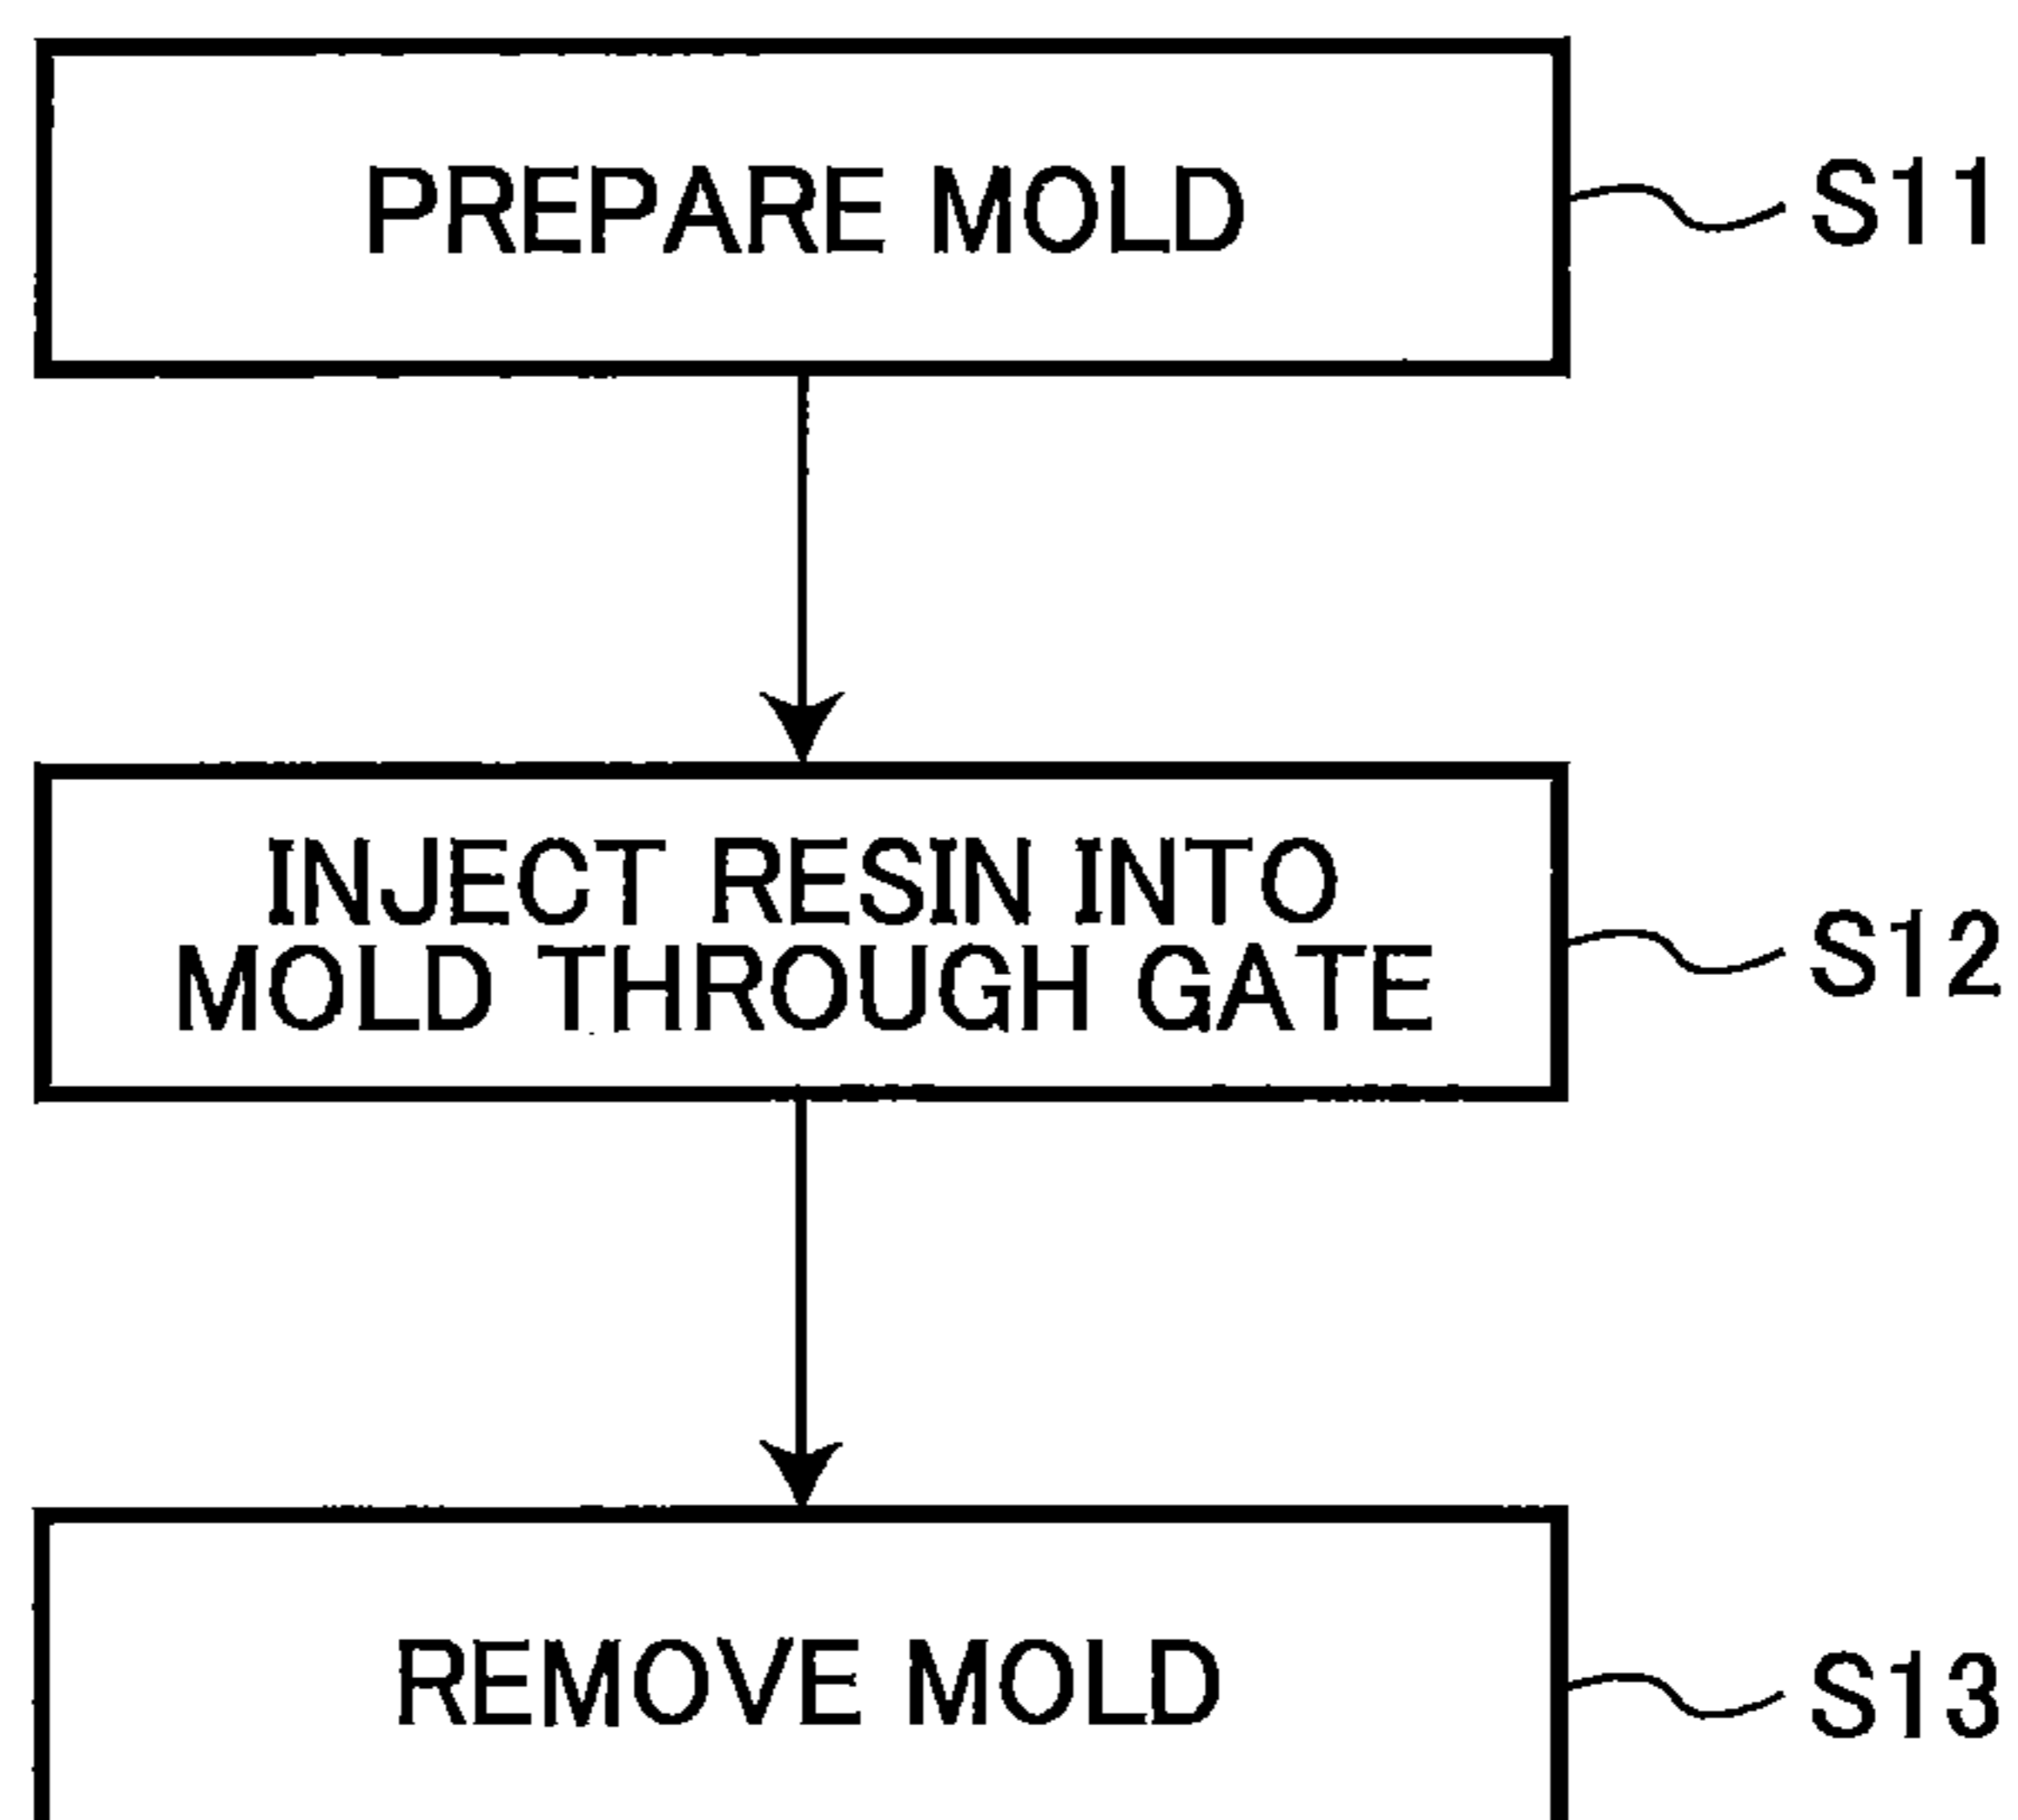 PREPARE MOLD
S11
INJECT RESIN INTO
MOLD THROUGH GATE
S12
REMOVE MOLD
S13